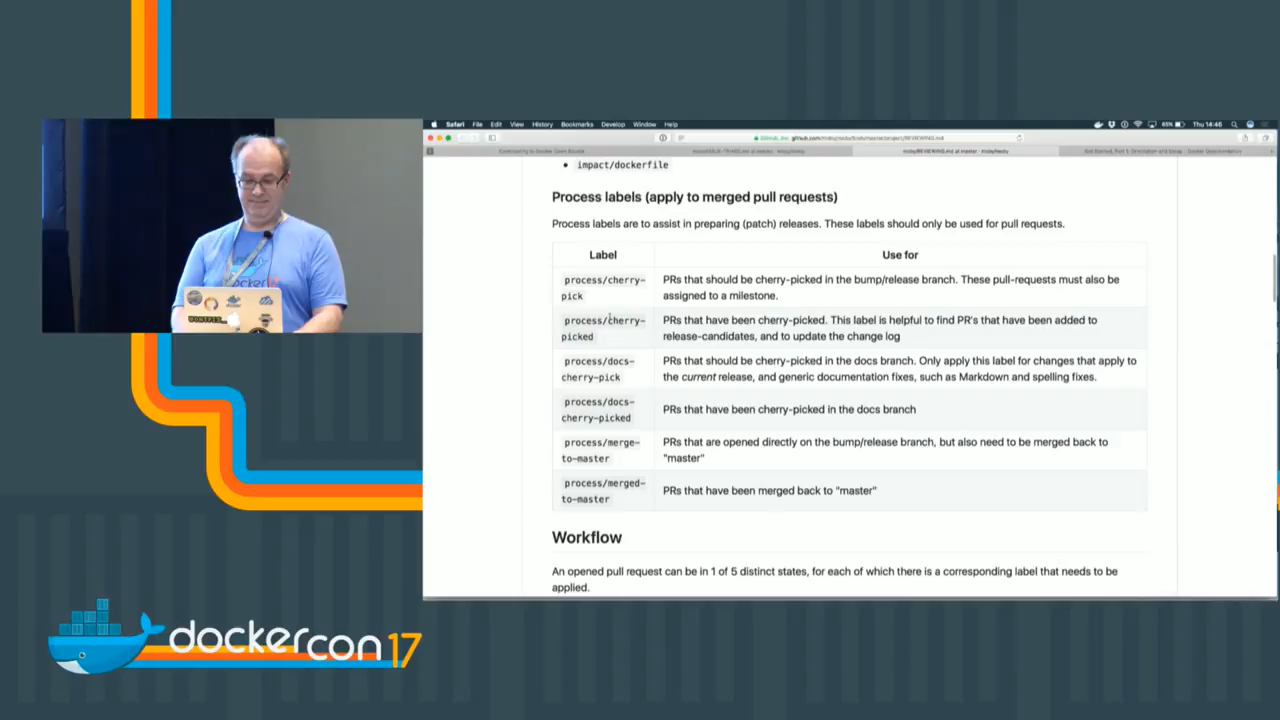 Safari File Edit View History Bookmarks Develop Window Help
65% Thu 14:46
impact/dockerfile
Process labels (apply to merged pull requests)
Process labels are to assist in preparing (patch) releases. These labels should only be used for pull requests.
Label Use for
process/cherry-pick PRs that should be cherry-picked in the bump/release branch. These pull-requests must also be
assigned to a milestone.
process/cherry-picked PRs that have been cherry-picked. This label is helpful to find PR's that have been added to
release-candidates, and to update the change log
process/docs-cherry-pick PRs that should be cherry-picked in the docs branch. Only apply this label for changes that apply to
the current release, and generic documentation fixes, such as Markdown and spelling fixes.
process/docs-cherry-picked PRs that have been cherry-picked in the docs branch
process/merge-to-master PRs that are opened directly on the bump/release branch, but also need to be merged back to
"master"
process/merged-to-master PRs that have been merged back to "master"
Workflow
An opened pull request can be in 1 of 5 distinct states, for each of which there is a corresponding label that needs to be
applied.
dockercon 17